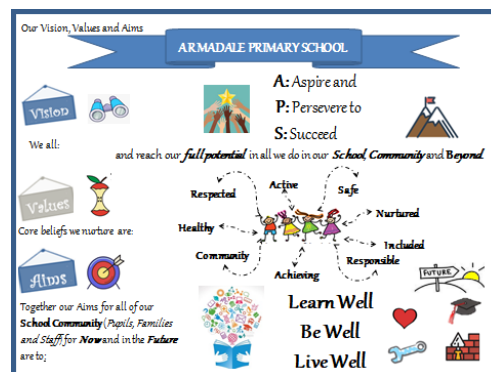 Our Vision, Values and Aims
ARMADALE PRIMARY SCHOOL
A: Aspire and
P: Persevere to
S: Succeed
Vision
We all:
and reach our full potential in all we do in our School, Community and Beyond
Values
Core beliefs we nurture are:
Respected
Active
Safe
Healthy
Nurtured
Community
Included
Achieving
Responsible
Aims
FUTURE
Together our Aims for all of our
School Community (Pupils, Families
and Staff) for Now and in the Future
are to;
Learn Well
Be Well
Live Well